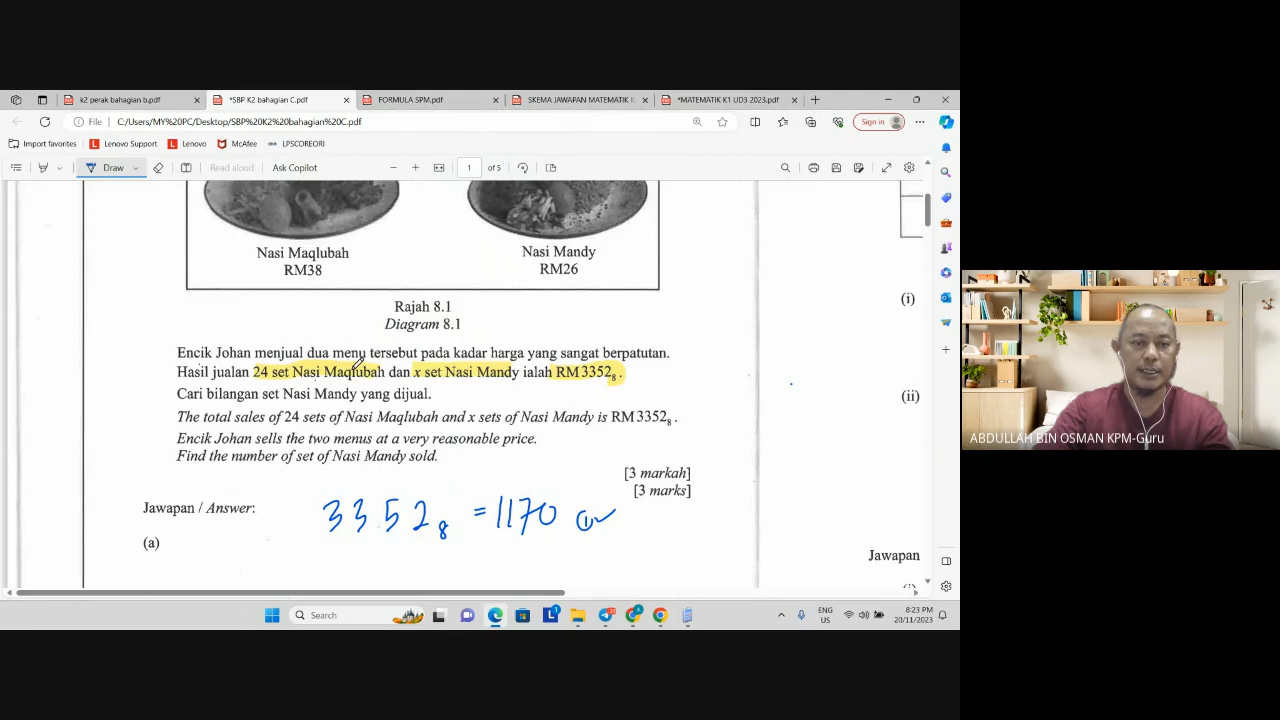 k2 perak bahagian b.pdf
*SBP K2 bahagian C.pdf
FORMULA SPM.pdf
SKEMA JAWAPAN MATEMATIK
*MATEMATIK K1 UD3 2023.pdf
File
C:/Users/MY%20PC/Desktop/SBP%20K2%20bahagian%20C.pdf
Sign in
Import favorites
Lenovo Support
Lenovo
McAfee
LPSCOREORI
Draw
Read aloud
Ask Copilot
1
of 5
Nasi Maqlubah
RM38
Nasi Mandy
RM26
Rajah 8.1
Diagram 8.1
Encik Johan menjual dua menu tersebut pada kadar harga yang sangat berpatutan.
Hasil jualan 24 set Nasi Maqlubah dan x set Nasi Mandy ialah RM3352₈.
Cari bilangan set Nasi Mandy yang dijual.
The total sales of 24 sets of Nasi Maqlubah and x sets of Nasi Mandy is RM3352₈.
Encik Johan sells the two menus at a very reasonable price.
Find the number of set of Nasi Mandy sold.
[3 markah]
[3 marks]
Jawapan / Answer:
3352₈ = 1170 ①✓
(a)
(i)
(ii)
Jawapan
ABDULLAH BIN OSMAN KPM-Guru
Search
ENG
US
8:23 PM
20/11/2023